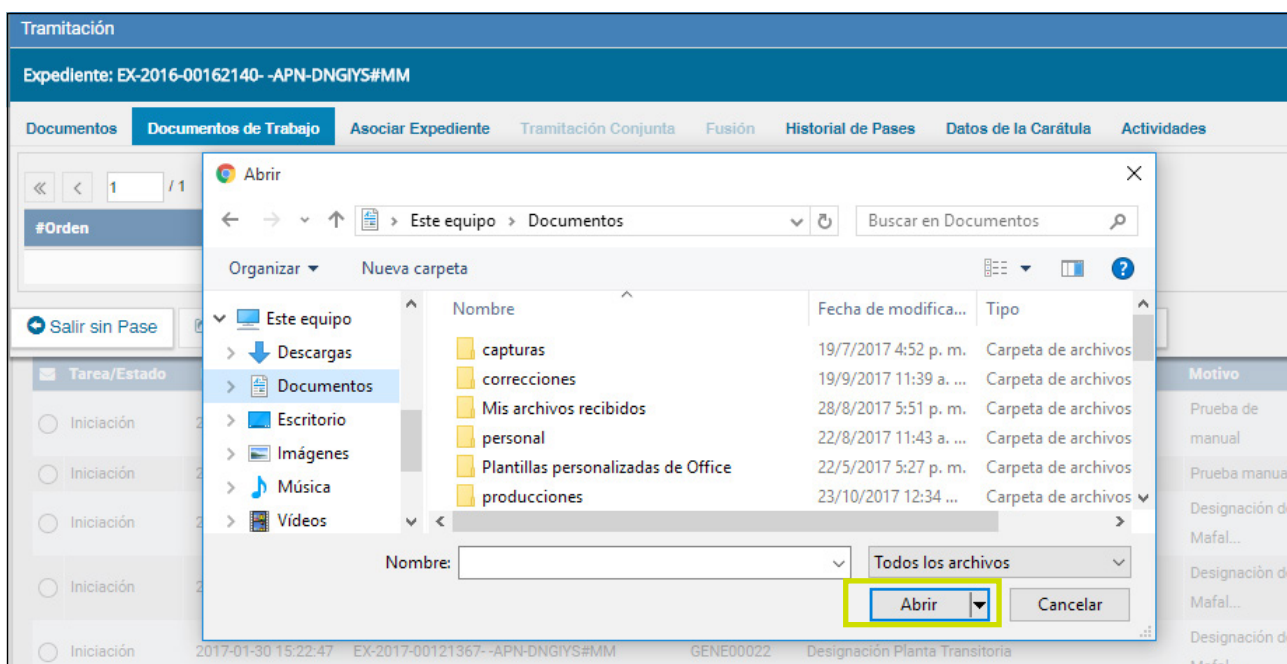 Tramitación
Expediente: EX-2016-00162140- -APN-DNGIYS#MM
Documentos Documentos de Trabajo Asociar Expediente Tramitación Conjunta Fusión Historial de Pases Datos de la Carátula Actividades
1 / 1
#Orden
Salir sin Pase
Abrir
Este equipo > Documentos
Buscar en Documentos
Organizar Nueva carpeta
Este equipo
Descargas
Documentos
Escritorio
Imágenes
Música
Vídeos
Nombre Fecha de modifica... Tipo
capturas 19/7/2017 4:52 p. m. Carpeta de archivos
correcciones 19/9/2017 11:39 a. ... Carpeta de archivos
Mis archivos recibidos 28/8/2017 5:51 p. m. Carpeta de archivos
personal 22/8/2017 11:43 a. ... Carpeta de archivos
Plantillas personalizadas de Office 22/5/2017 5:27 p. m. Carpeta de archivos
producciones 23/10/2017 12:34 ... Carpeta de archivos
Nombre: Todos los archivos
Abrir Cancelar
Tarea/Estado Motivo
Iniciación 2 Prueba de
manual
Iniciación 2 Prueba manua
Iniciación 2 Designación d
Mafal...
Iniciación 2 Designaciòn d
Mafal...
Iniciación 2017-01-30 15:22:47 EX-2017-00121367- -APN-DNGIYS#MM GENE00022 Designación Planta Transitoria Designación d